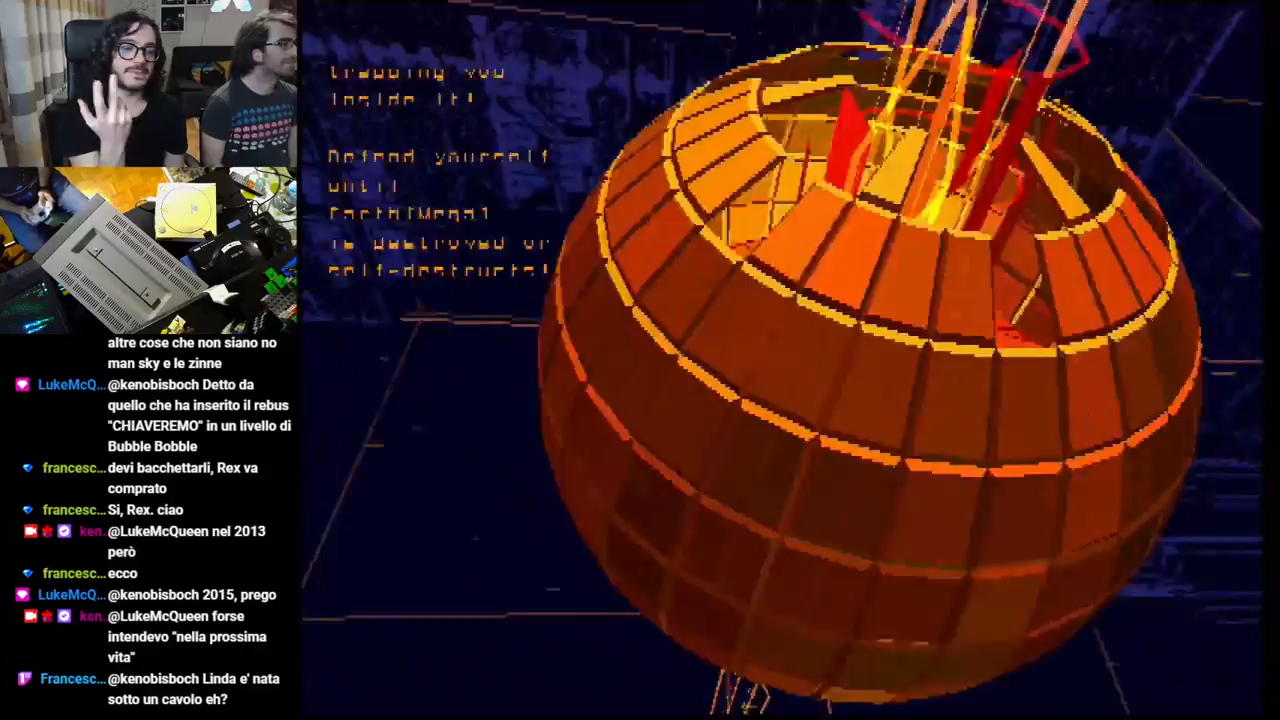 trapping you
inside it!
Defend yourself
until
is destroyed or
self-destructs!
altre cose che non siano no
man sky e le zinne
LukeMcQ... @kenobisboch Detto da
quello che ha inserito il rebus
"CHIAVEREMO" in un livello di
Bubble Bobble
francesc... devi bacchettarli, Rex va
comprato
francesc... Si, Rex. ciao
ken... @LukeMcQueen nel 2013
però
francesc... ecco
LukeMcQ... @kenobisboch 2015, prego
ken... @LukeMcQueen forse
intendevo "nella prossima
vita"
Francesc... @kenobisboch Linda e' nata
sotto un cavolo eh?